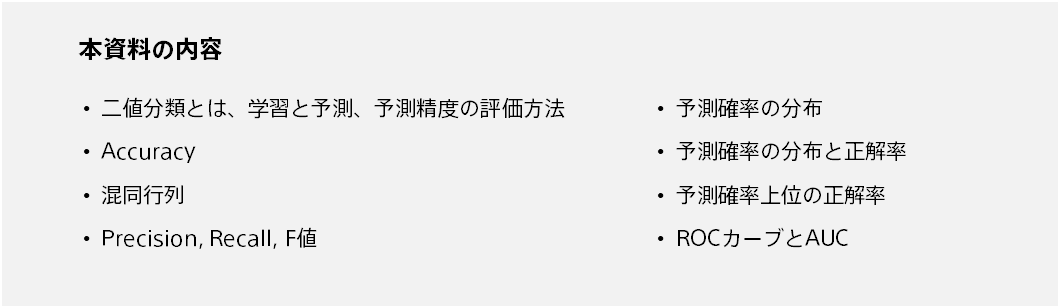 本資料の内容
・二値分類とは、学習と予測、予測精度の評価方法
・Accuracy
・混同行列
・Precision, Recall, F値
・予測確率の分布
・予測確率の分布と正解率
・予測確率上位の正解率
・ROCカーブとAUC